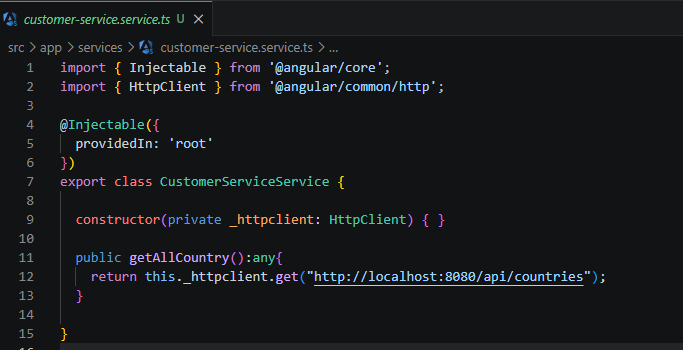 customer-service.service.ts U ×
src > app > services > customer-service.service.ts > ...
1 import { Injectable } from '@angular/core';
2 import { HttpClient } from '@angular/common/http';
3
4 @Injectable({
5   providedIn: 'root'
6 })
7 export class CustomerServiceService {
8
9   constructor(private _httpclient: HttpClient) { }
10
11   public getAllCountry():any{
12     return this._httpclient.get("http://localhost:8080/api/countries");
13   }
14
15 }
16